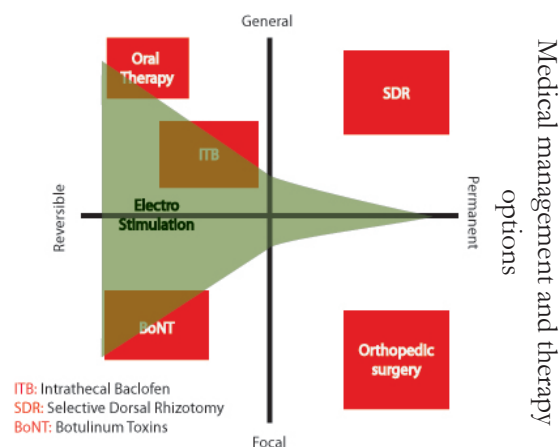 General
Oral
Therapy
SDR
ITB
Reversible
Electro
Stimulation
Permanent
BoNT
Orthopedic
surgery
ITB: Intrathecal Baclofen
SDR: Selective Dorsal Rhizotomy
BoNT: Botulinum Toxins
Focal
Medical management and therapy
options